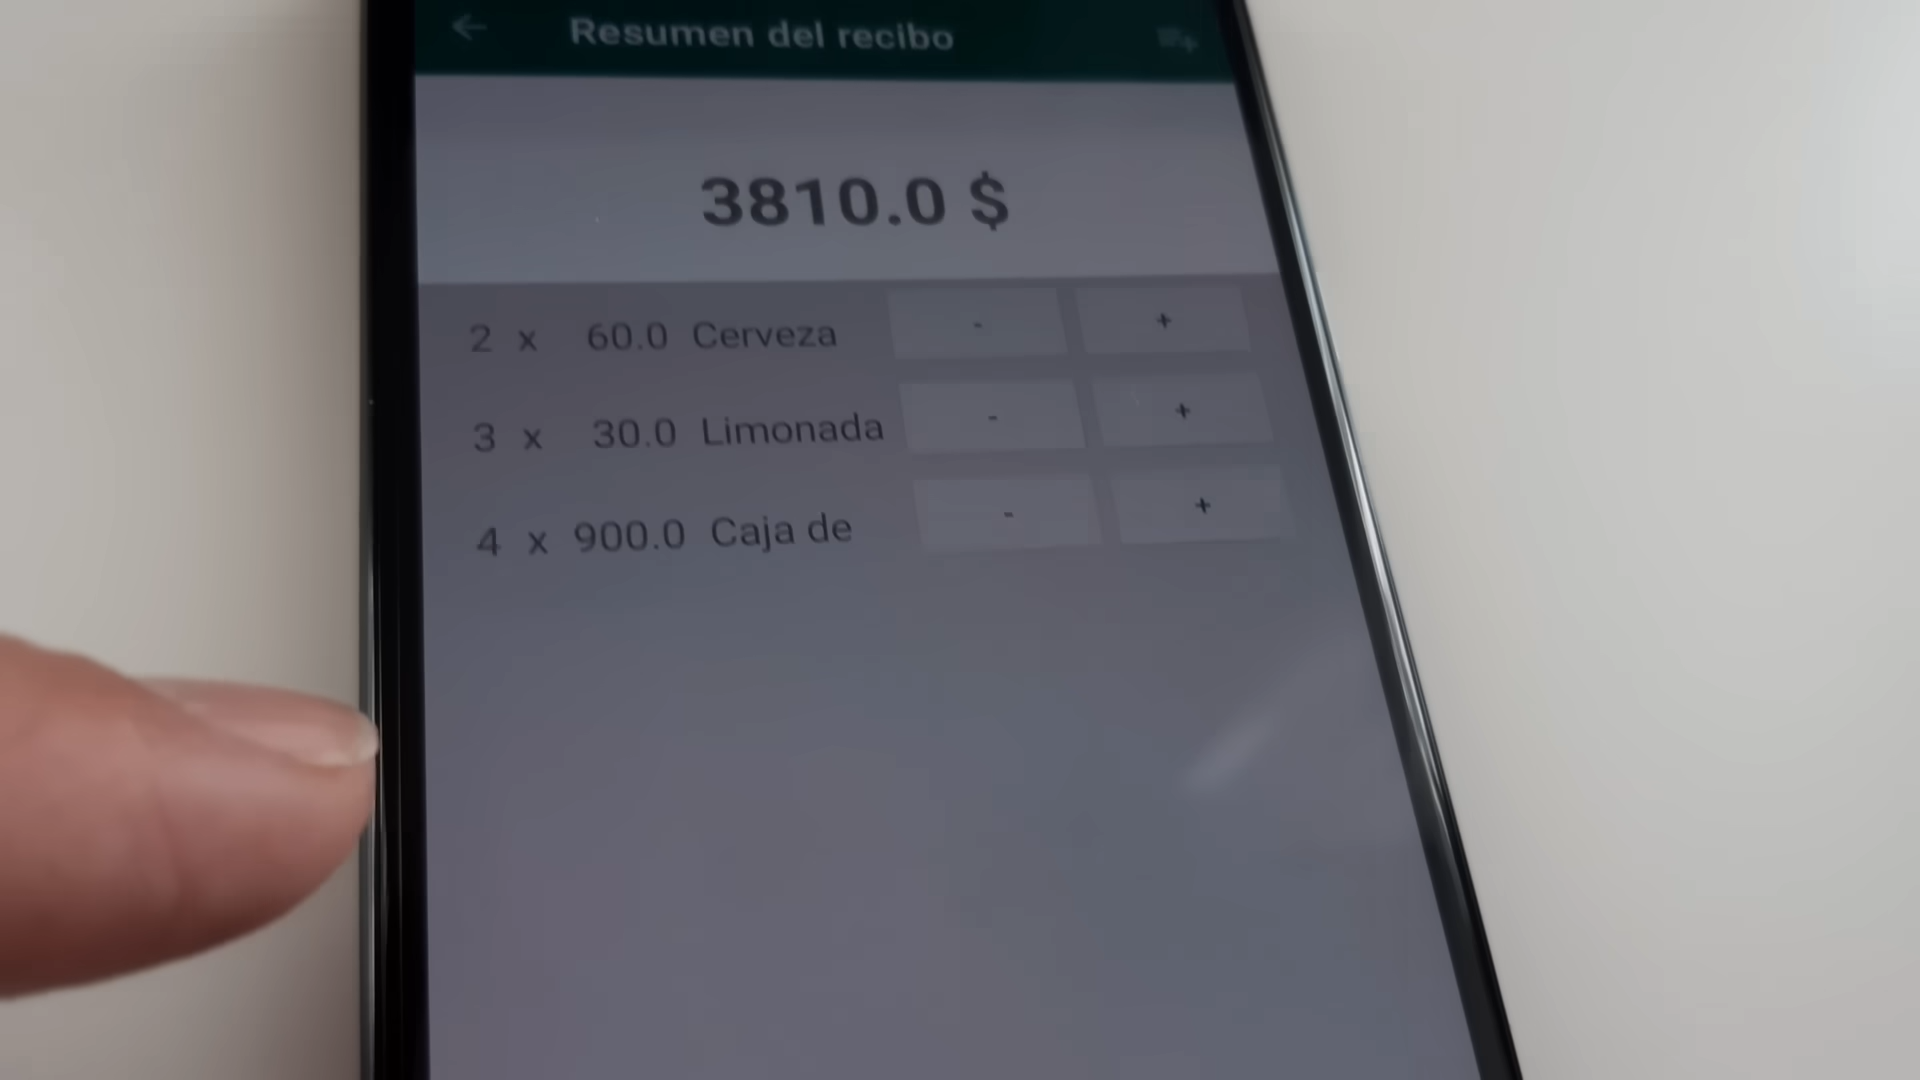 Resumen del recibo
3810.0 $
2 x 60.0 Cerveza - +
3 x 30.0 Limonada - +
4 x 900.0 Caja de - +